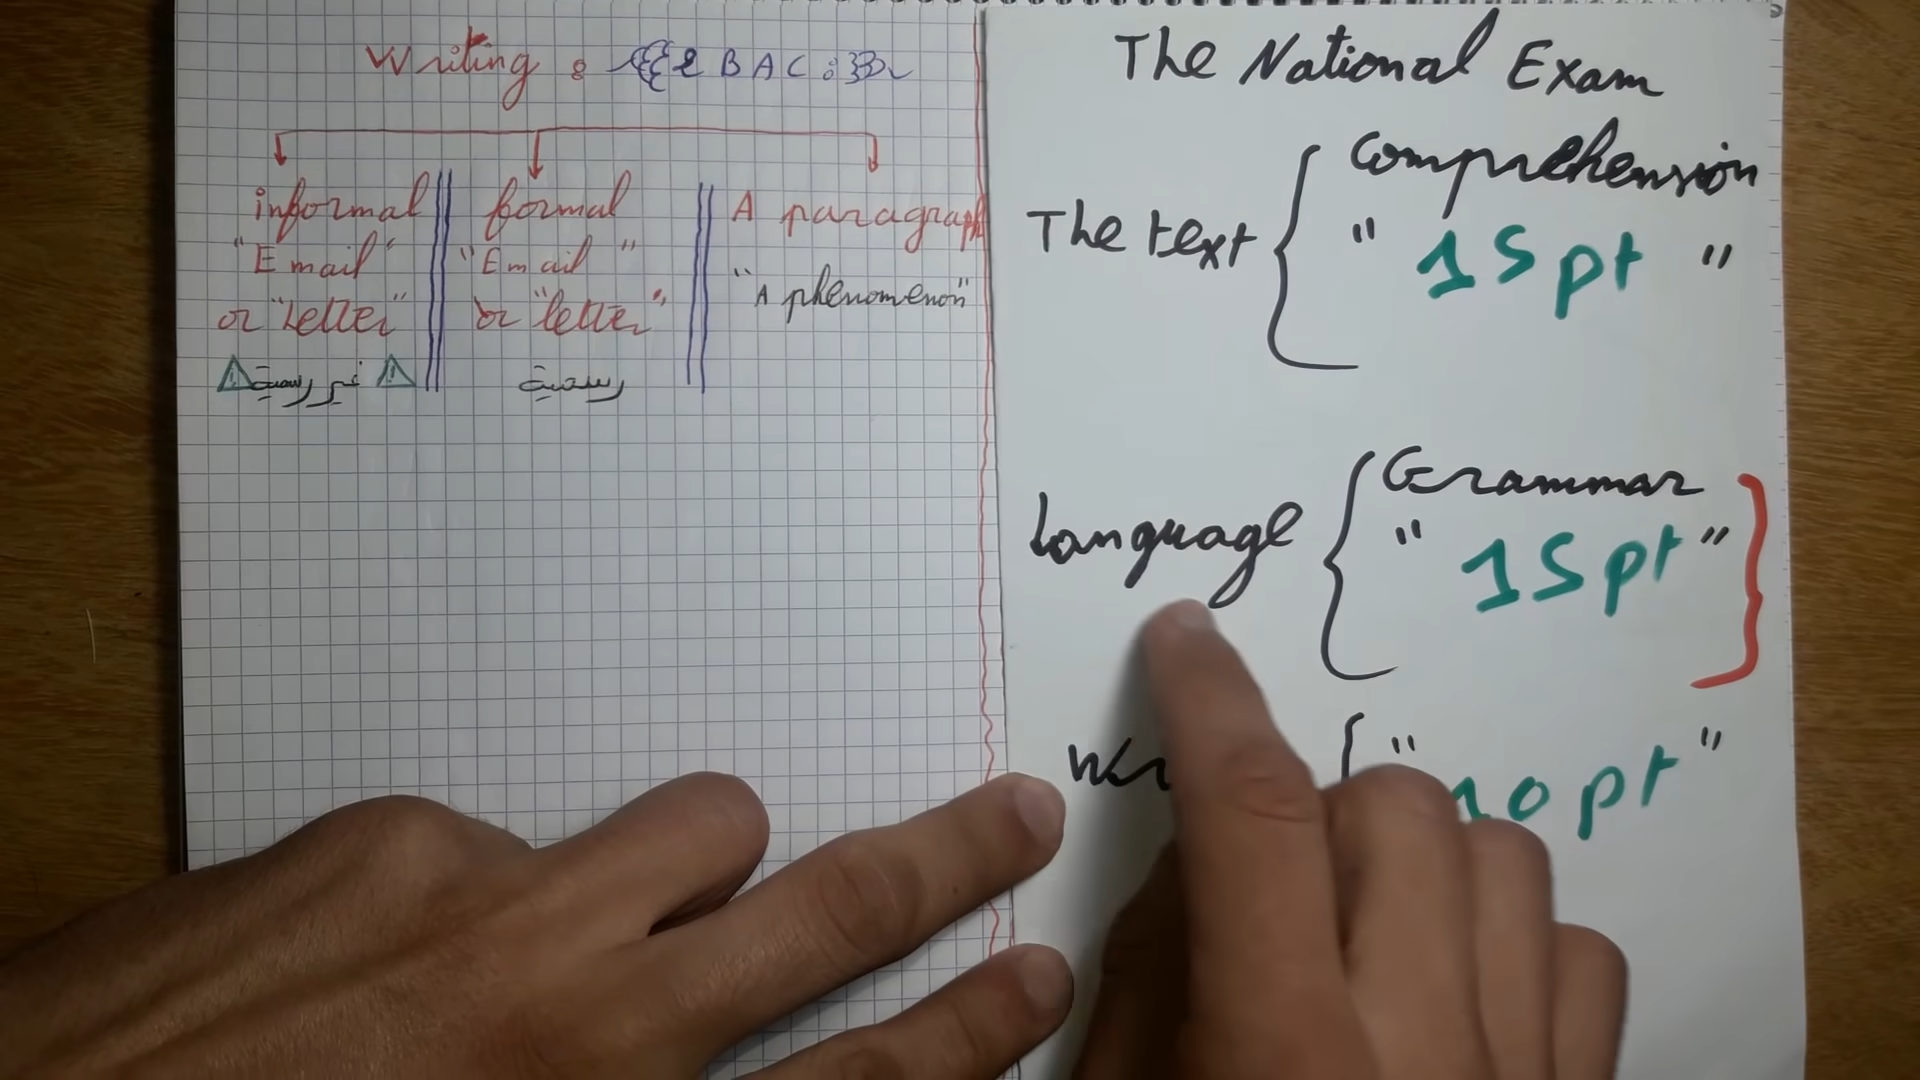 Writing : {{{2 BAC:}}}
informal
"Email"
or "Letter"
غير رسمية
formal
"Email"
or "letter"
رسمية
A paragraph
"A phenomenon"
The National Exam
The text
Comprehension
"15pt"
Language
Grammar
"15pt"
"10pt"